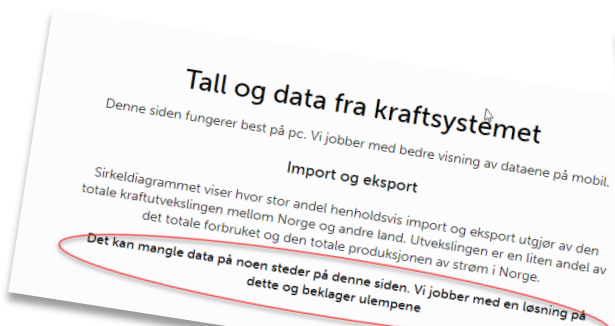 Tall og data fra kraftsystemet
Denne siden fungerer best på pc. Vi jobber med bedre visning av dataene på mobil.
Import og eksport
Sirkeldiagrammet viser hvor stor andel henholdsvis import og eksport utgjør av den
totale kraftutvekslingen mellom Norge og andre land. Utvekslingen er en liten andel av
det totale forbruket og den totale produksjonen av strøm i Norge.
Det kan mangle data på noen steder på denne siden. Vi jobber med en løsning på
dette og beklager ulempene